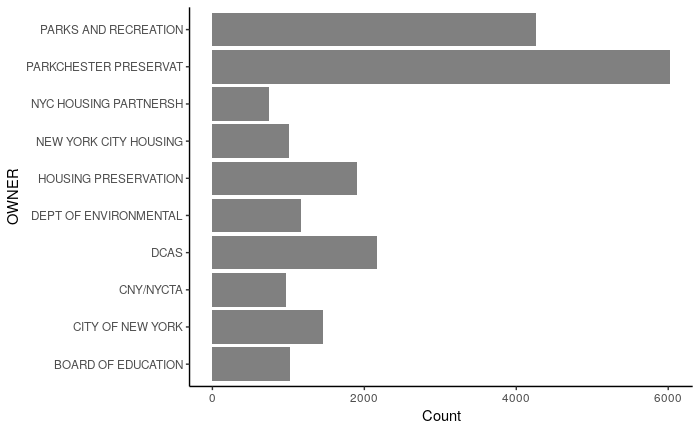 PARKS AND RECREATION
PARKCHESTER PRESERVAT
NYC HOUSING PARTNERSH
NEW YORK CITY HOUSING
HOUSING PRESERVATION
DEPT OF ENVIRONMENTAL
DCAS
CNY/NYCTA
CITY OF NEW YORK
BOARD OF EDUCATION
OWNER
0 2000 4000 6000
Count